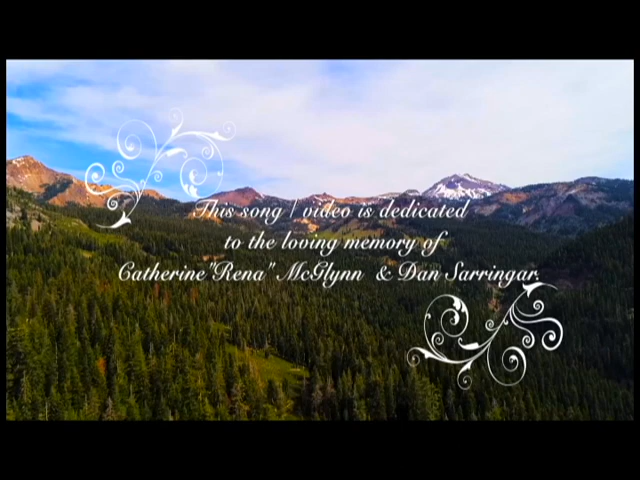 This song / video is dedicated
to the loving memory of
Catherine "Rena" McGlynn & Dan Sarringar